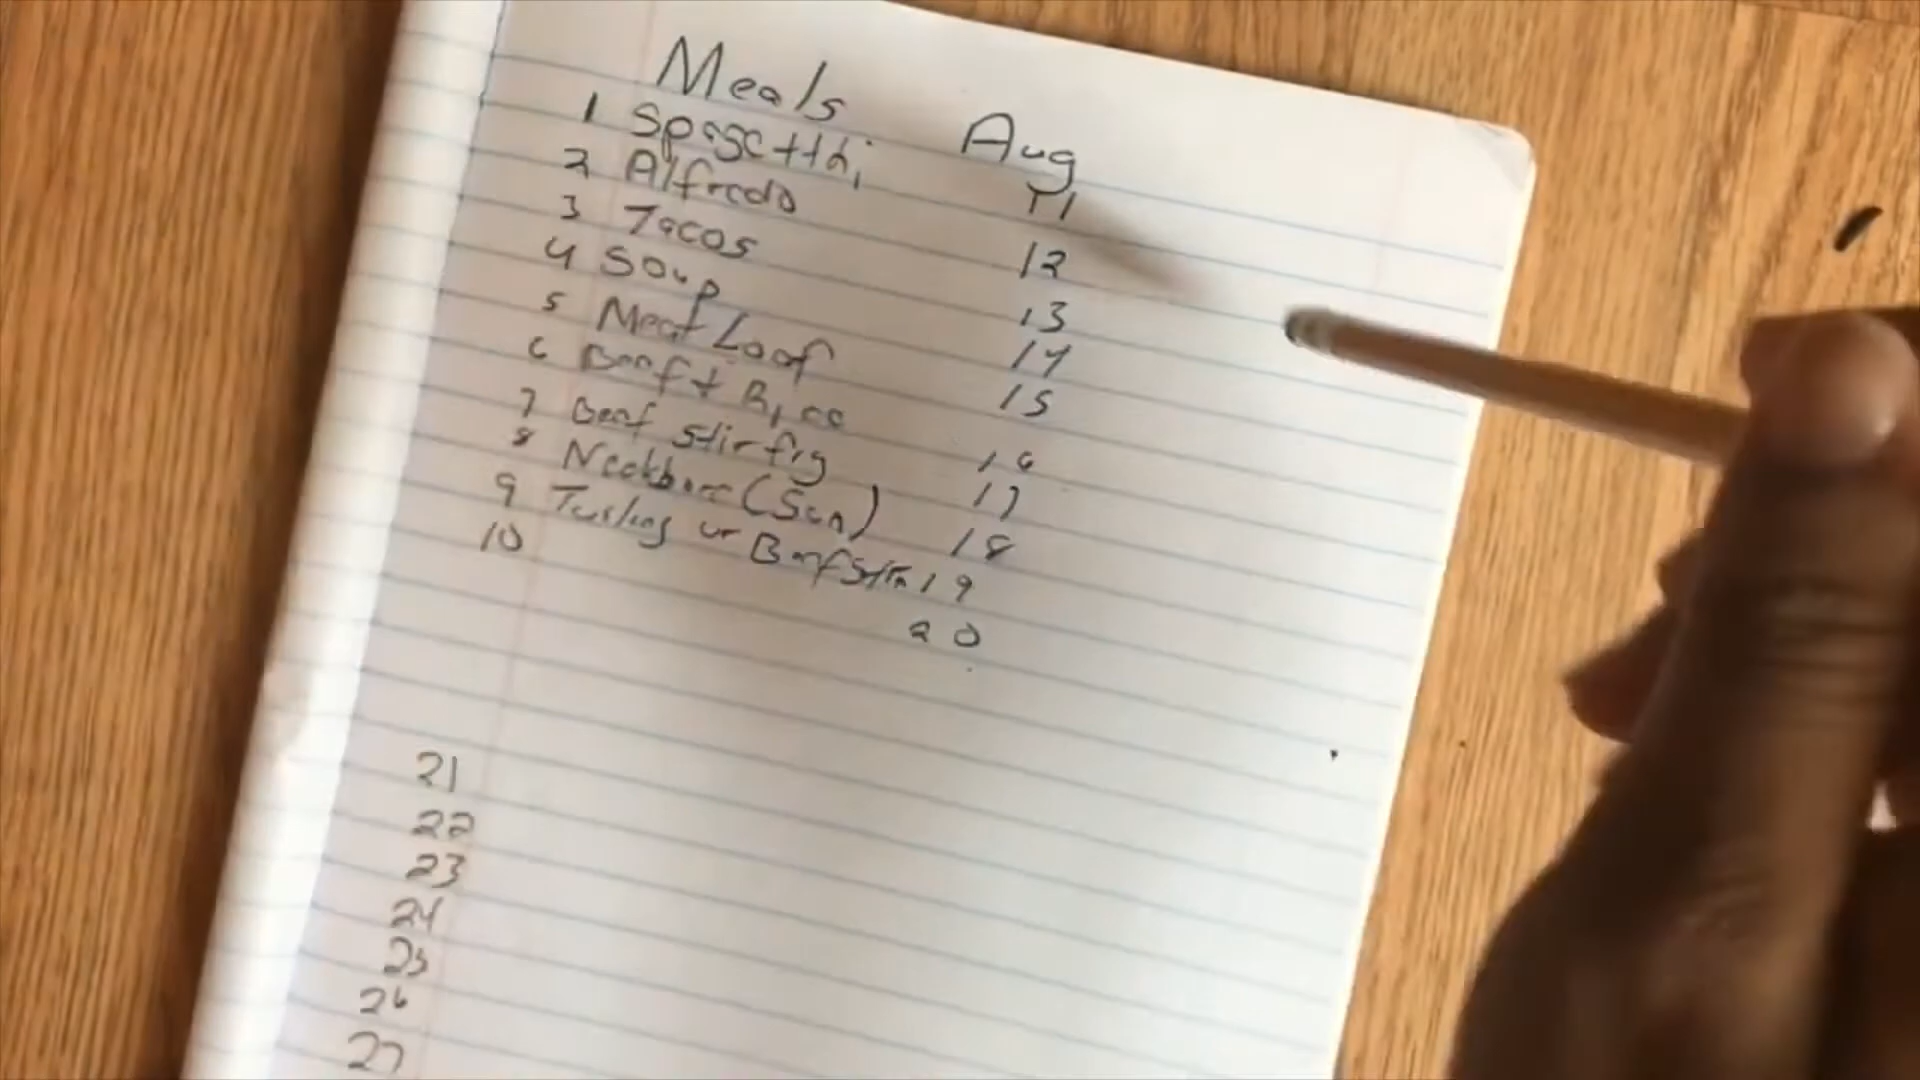 Meals Aug
1 Spagetthi 11
2 Alfredo 12
3 Tacos 13
4 Soup 14
5 Meat Loaf 15
6 Beef + Rice 16
7 Beef Stirfry 17
8 Neckbone (Sun) 18
9 or Beef 19
10 20
21
22
23
24
25
26
27